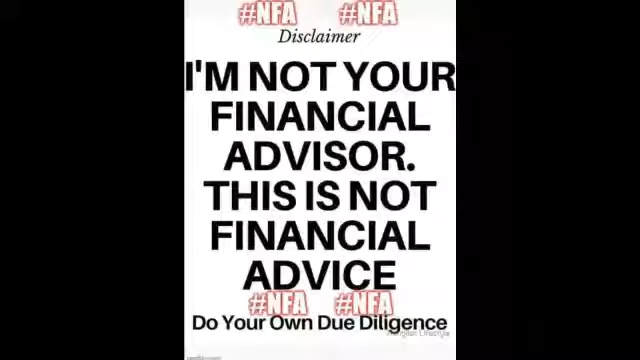 #NFA #NFA
Disclaimer
I'M NOT YOUR
FINANCIAL
ADVISOR.
THIS IS NOT
FINANCIAL
ADVICE
#NFA #NFA
Do Your Own Due Diligence